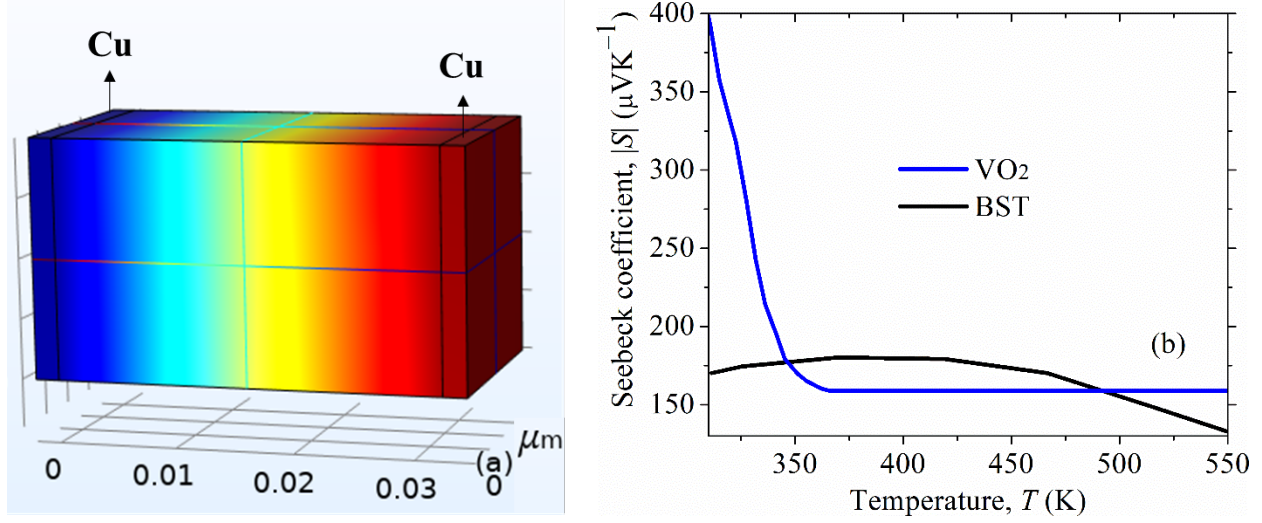 Cu
Cu
μm
(a)
0
0.01
0.02
0.03
0
400
350
300
250
200
150
Seebeck coefficient, |S| (μVK⁻¹)
VO₂
BST
(b)
350
400
450
500
550
Temperature, T (K)